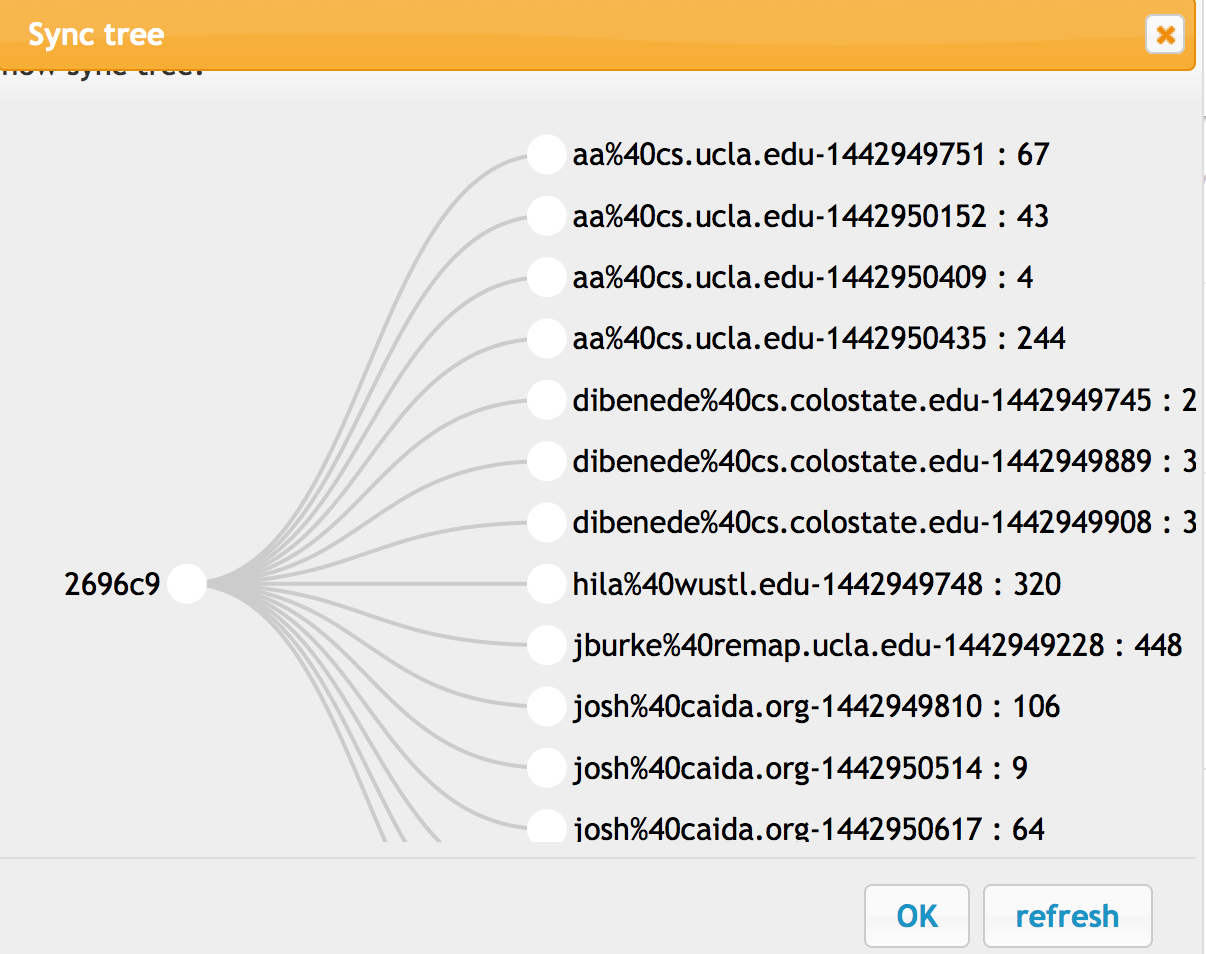 Sync tree
sync tree.
aa%40cs.ucla.edu-1442949751 : 67
aa%40cs.ucla.edu-1442950152 : 43
aa%40cs.ucla.edu-1442950409 : 4
aa%40cs.ucla.edu-1442950435 : 244
dibenede%40cs.colostate.edu-1442949745 : 2
dibenede%40cs.colostate.edu-1442949889 : 3
dibenede%40cs.colostate.edu-1442949908 : 3
2696c9
hila%40wustl.edu-1442949748 : 320
jburke%40remap.ucla.edu-1442949228 : 448
josh%40caida.org-1442949810 : 106
josh%40caida.org-1442950514 : 9
josh%40caida.org-1442950617 : 64
OK
refresh